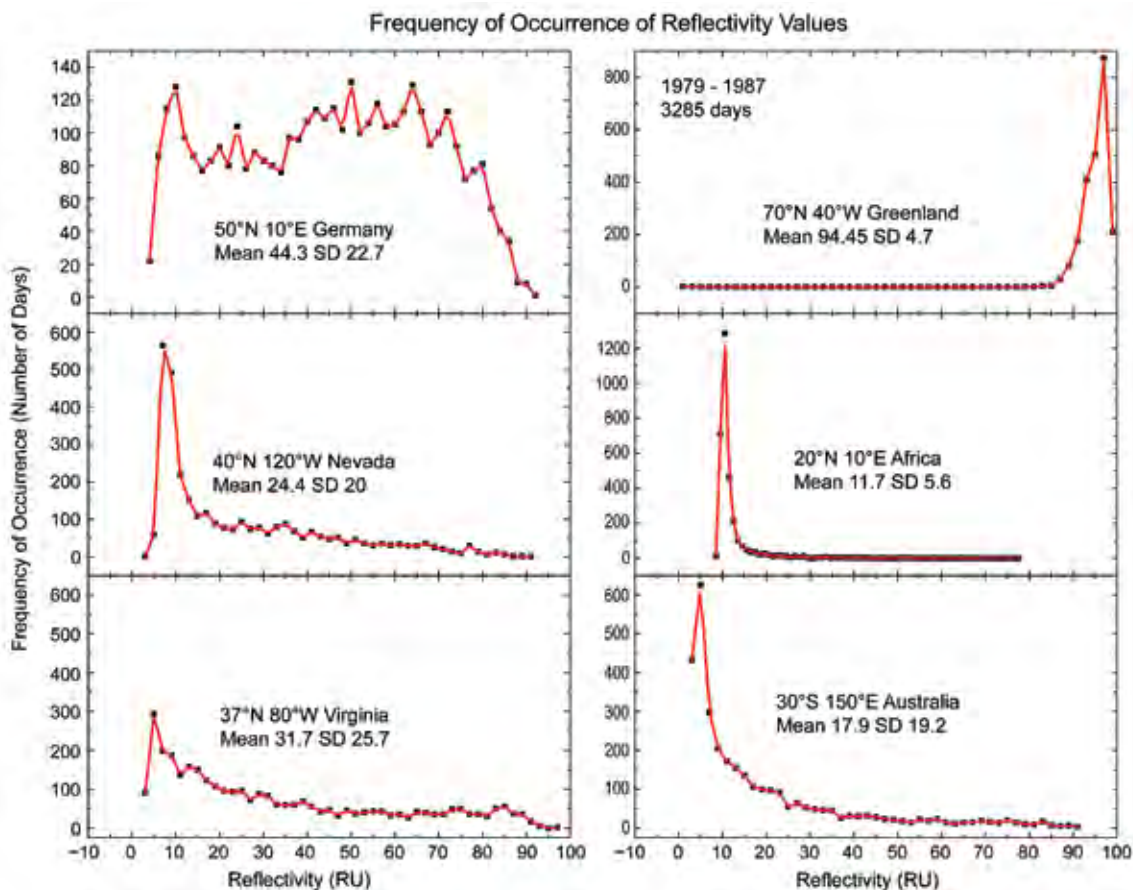 Frequency of Occurrence of Reflectivity Values
Frequency of Occurrence (Number of Days)
140
120
100
80
60
40
20
0
50°N 10°E Germany
Mean 44.3 SD 22.7
800
600
400
200
0
1979 - 1987
3285 days
70°N 40°W Greenland
Mean 94.45 SD 4.7
600
500
400
300
200
100
0
40°N 120°W Nevada
Mean 24.4 SD 20
1200
1000
800
600
400
200
0
20°N 10°E Africa
Mean 11.7 SD 5.6
600
500
400
300
200
100
0
37°N 80°W Virginia
Mean 31.7 SD 25.7
−10 0 10 20 30 40 50 60 70 80 90 100
Reflectivity (RU)
600
500
400
300
200
100
0
30°S 150°E Australia
Mean 17.9 SD 19.2
−10 0 10 20 30 40 50 60 70 80 90 100
Reflectivity (RU)